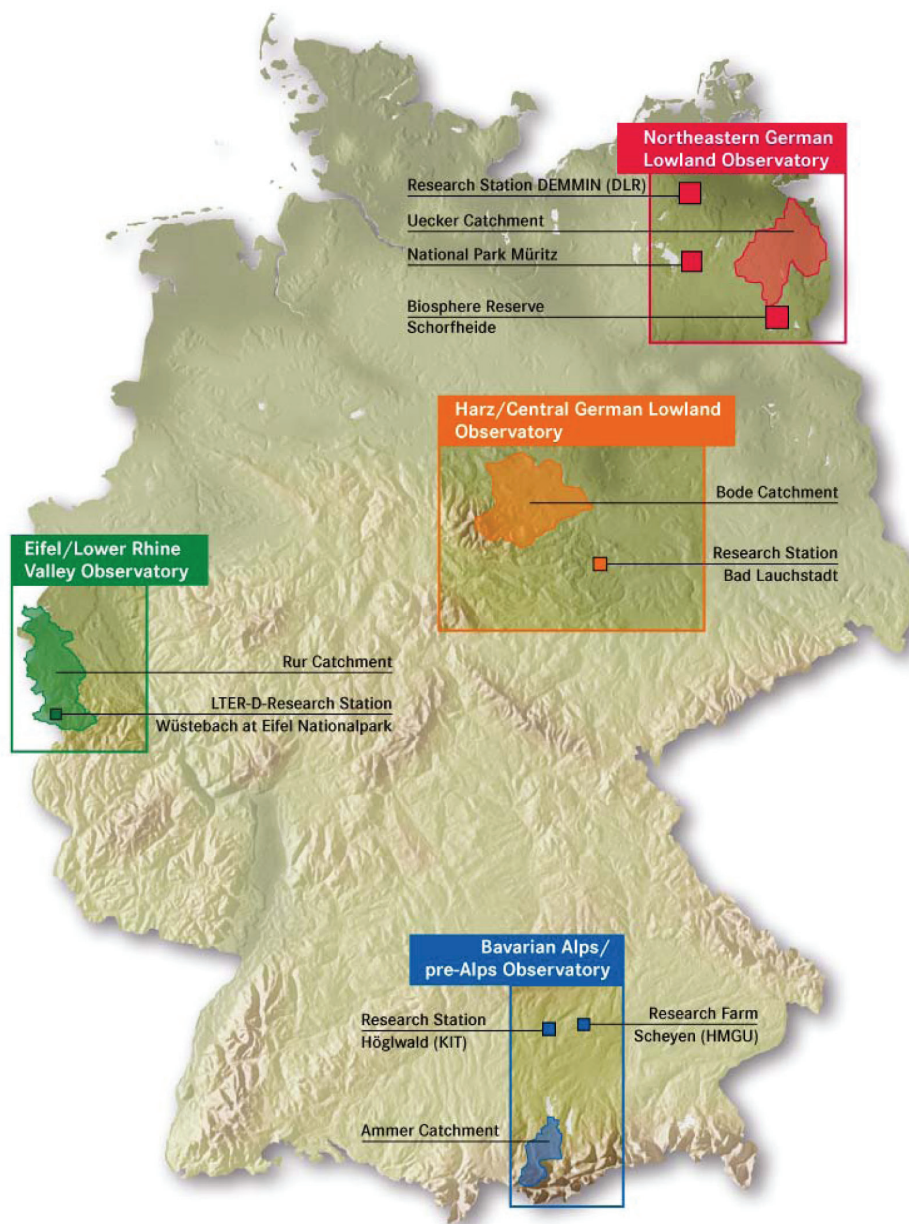 Northeastern German
Lowland Observatory
Research Station DEMMIN (DLR)
Uecker Catchment
National Park Müritz
Biosphere Reserve
Schorfheide
Harz/Central German Lowland
Observatory
Bode Catchment
Research Station
Bad Lauchstadt
Eifel/Lower Rhine
Valley Observatory
Rur Catchment
LTER-D-Research Station
Wüstebach at Eifel Nationalpark
Bavarian Alps/
pre-Alps Observatory
Research Station
Höglwald (KIT)
Research Farm
Scheyen (HMGU)
Ammer Catchment